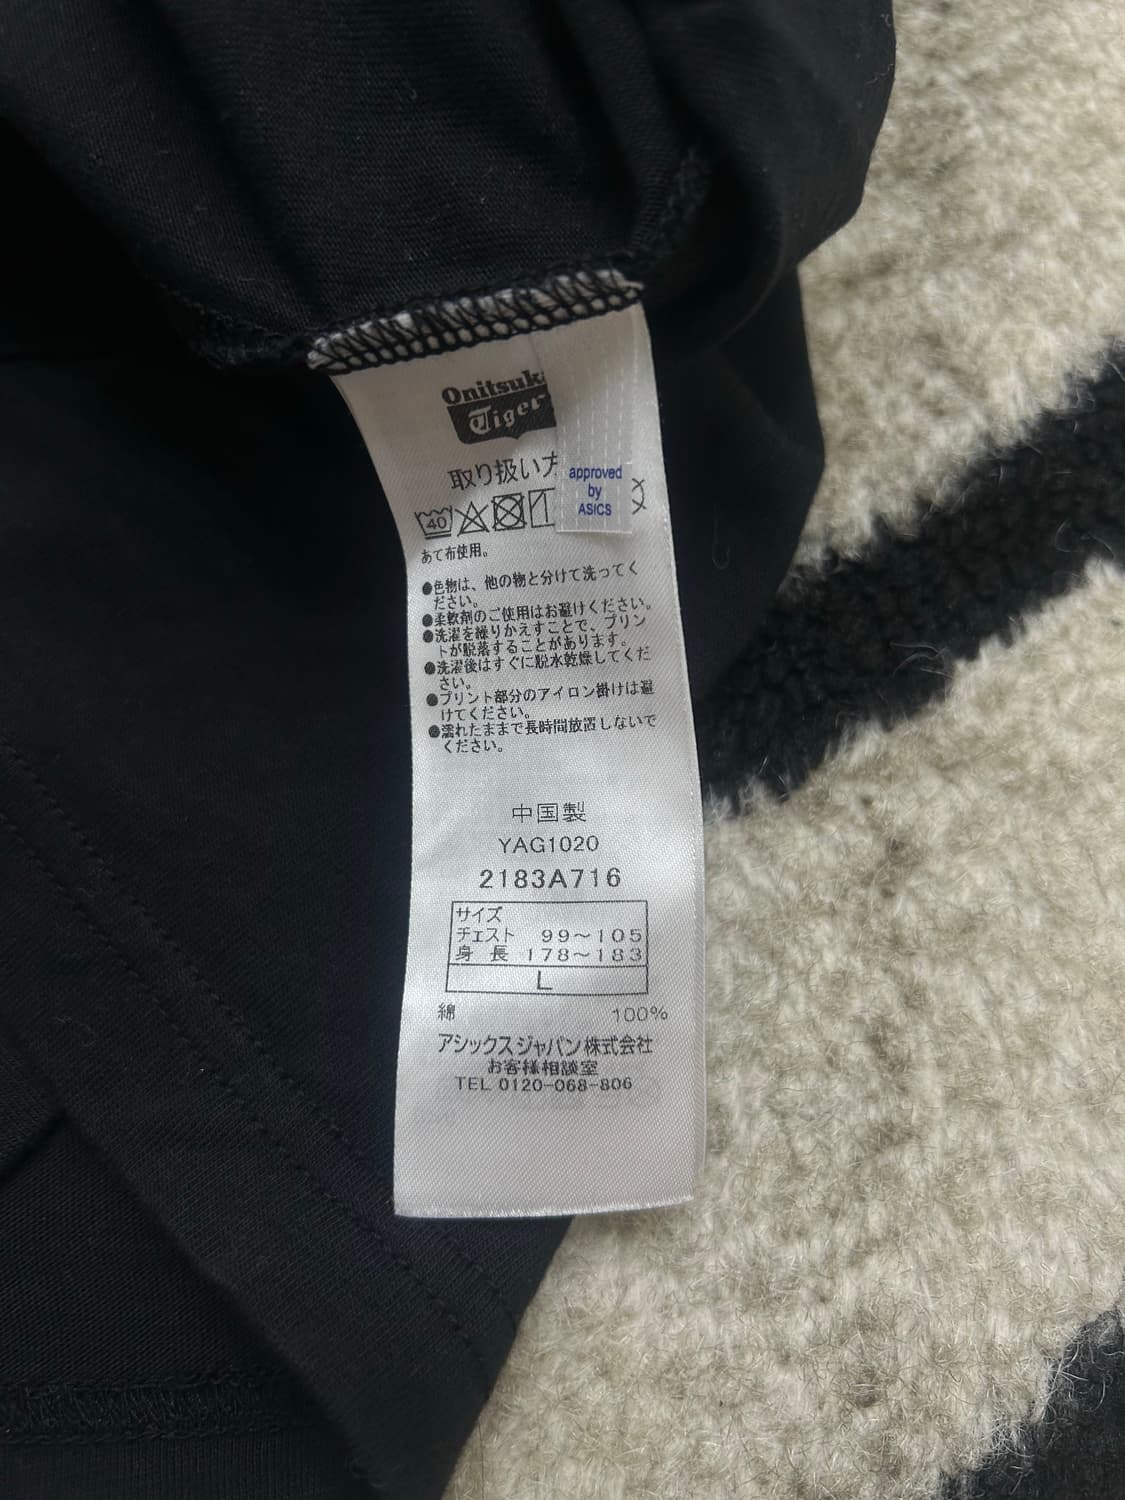 Onitsuk
Tiger
取り扱い方
approved
by
ASICS
40
あて布使用。
●色物は、他の物と分けて洗ってく
ださい。
●柔軟剤のご使用はお避けください。
●洗濯を繰りかえすことで、プリン
トが脱落することがあります。
●洗濯後はすぐに脱水乾燥してくだ
さい。
●プリント部分のアイロン掛けは避
けてください。
●濡れたままで長時間放置しないで
ください。
中国製
YAG1020
2183A716
サイズ
チェスト 99～105
身長 178～183
L
綿 100%
アシックスジャパン株式会社
お客様相談室
TEL 0120-068-806